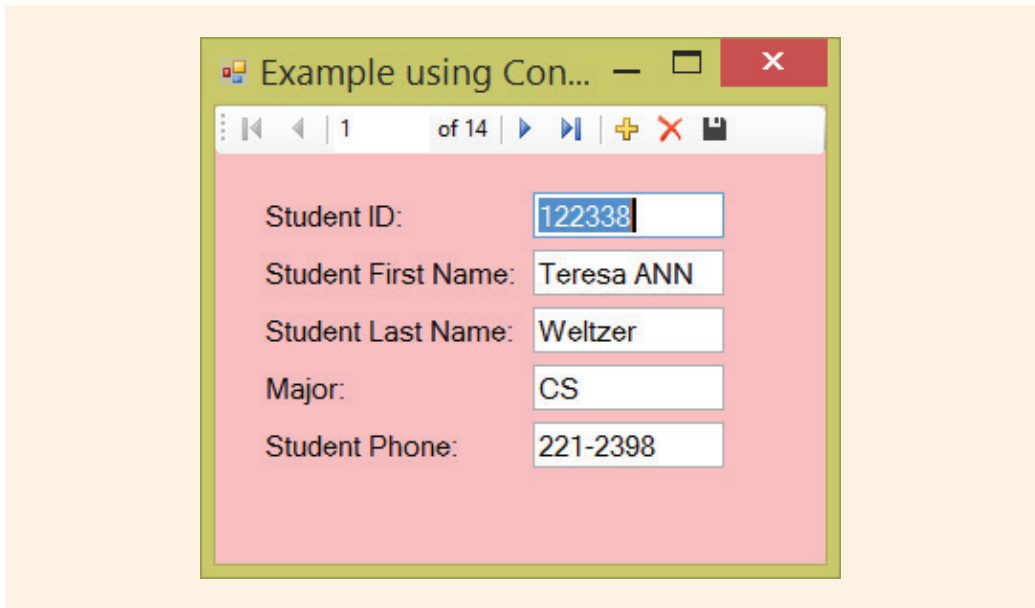 Example using Con...
1 of 14
Student ID: 122338
Student First Name: Teresa ANN
Student Last Name: Weltzer
Major: CS
Student Phone: 221-2398